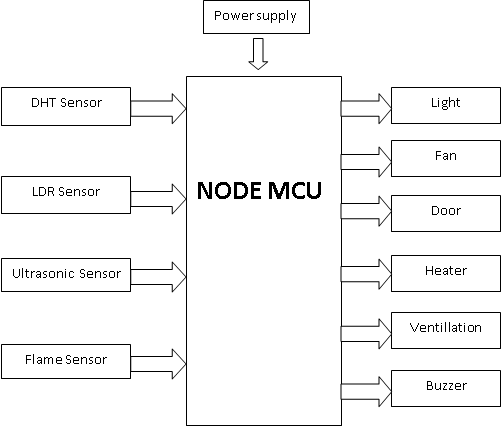 Power supply
DHT Sensor
LDR Sensor
Ultrasonic Sensor
Flame Sensor
NODE MCU
Light
Fan
Door
Heater
Ventillation
Buzzer